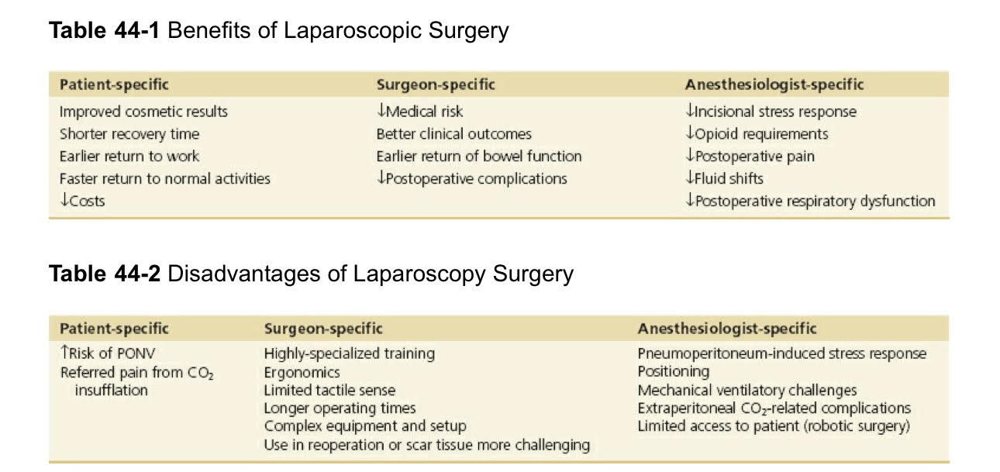 Table 44-1 Benefits of Laparoscopic Surgery
Patient-specific Surgeon-specific Anesthesiologist-specific
Improved cosmetic results ↓Medical risk ↓Incisional stress response
Shorter recovery time Better clinical outcomes ↓Opioid requirements
Earlier return to work Earlier return of bowel function ↓Postoperative pain
Faster return to normal activities ↓Postoperative complications ↓Fluid shifts
↓Costs ↓Postoperative respiratory dysfunction
Table 44-2 Disadvantages of Laparoscopy Surgery
Patient-specific Surgeon-specific Anesthesiologist-specific
↑Risk of PONV Highly-specialized training Pneumoperitoneum-induced stress response
Referred pain from CO₂ Ergonomics Positioning
insufflation Limited tactile sense Mechanical ventilatory challenges
Longer operating times Extraperitoneal CO₂-related complications
Complex equipment and setup Limited access to patient (robotic surgery)
Use in reoperation or scar tissue more challenging